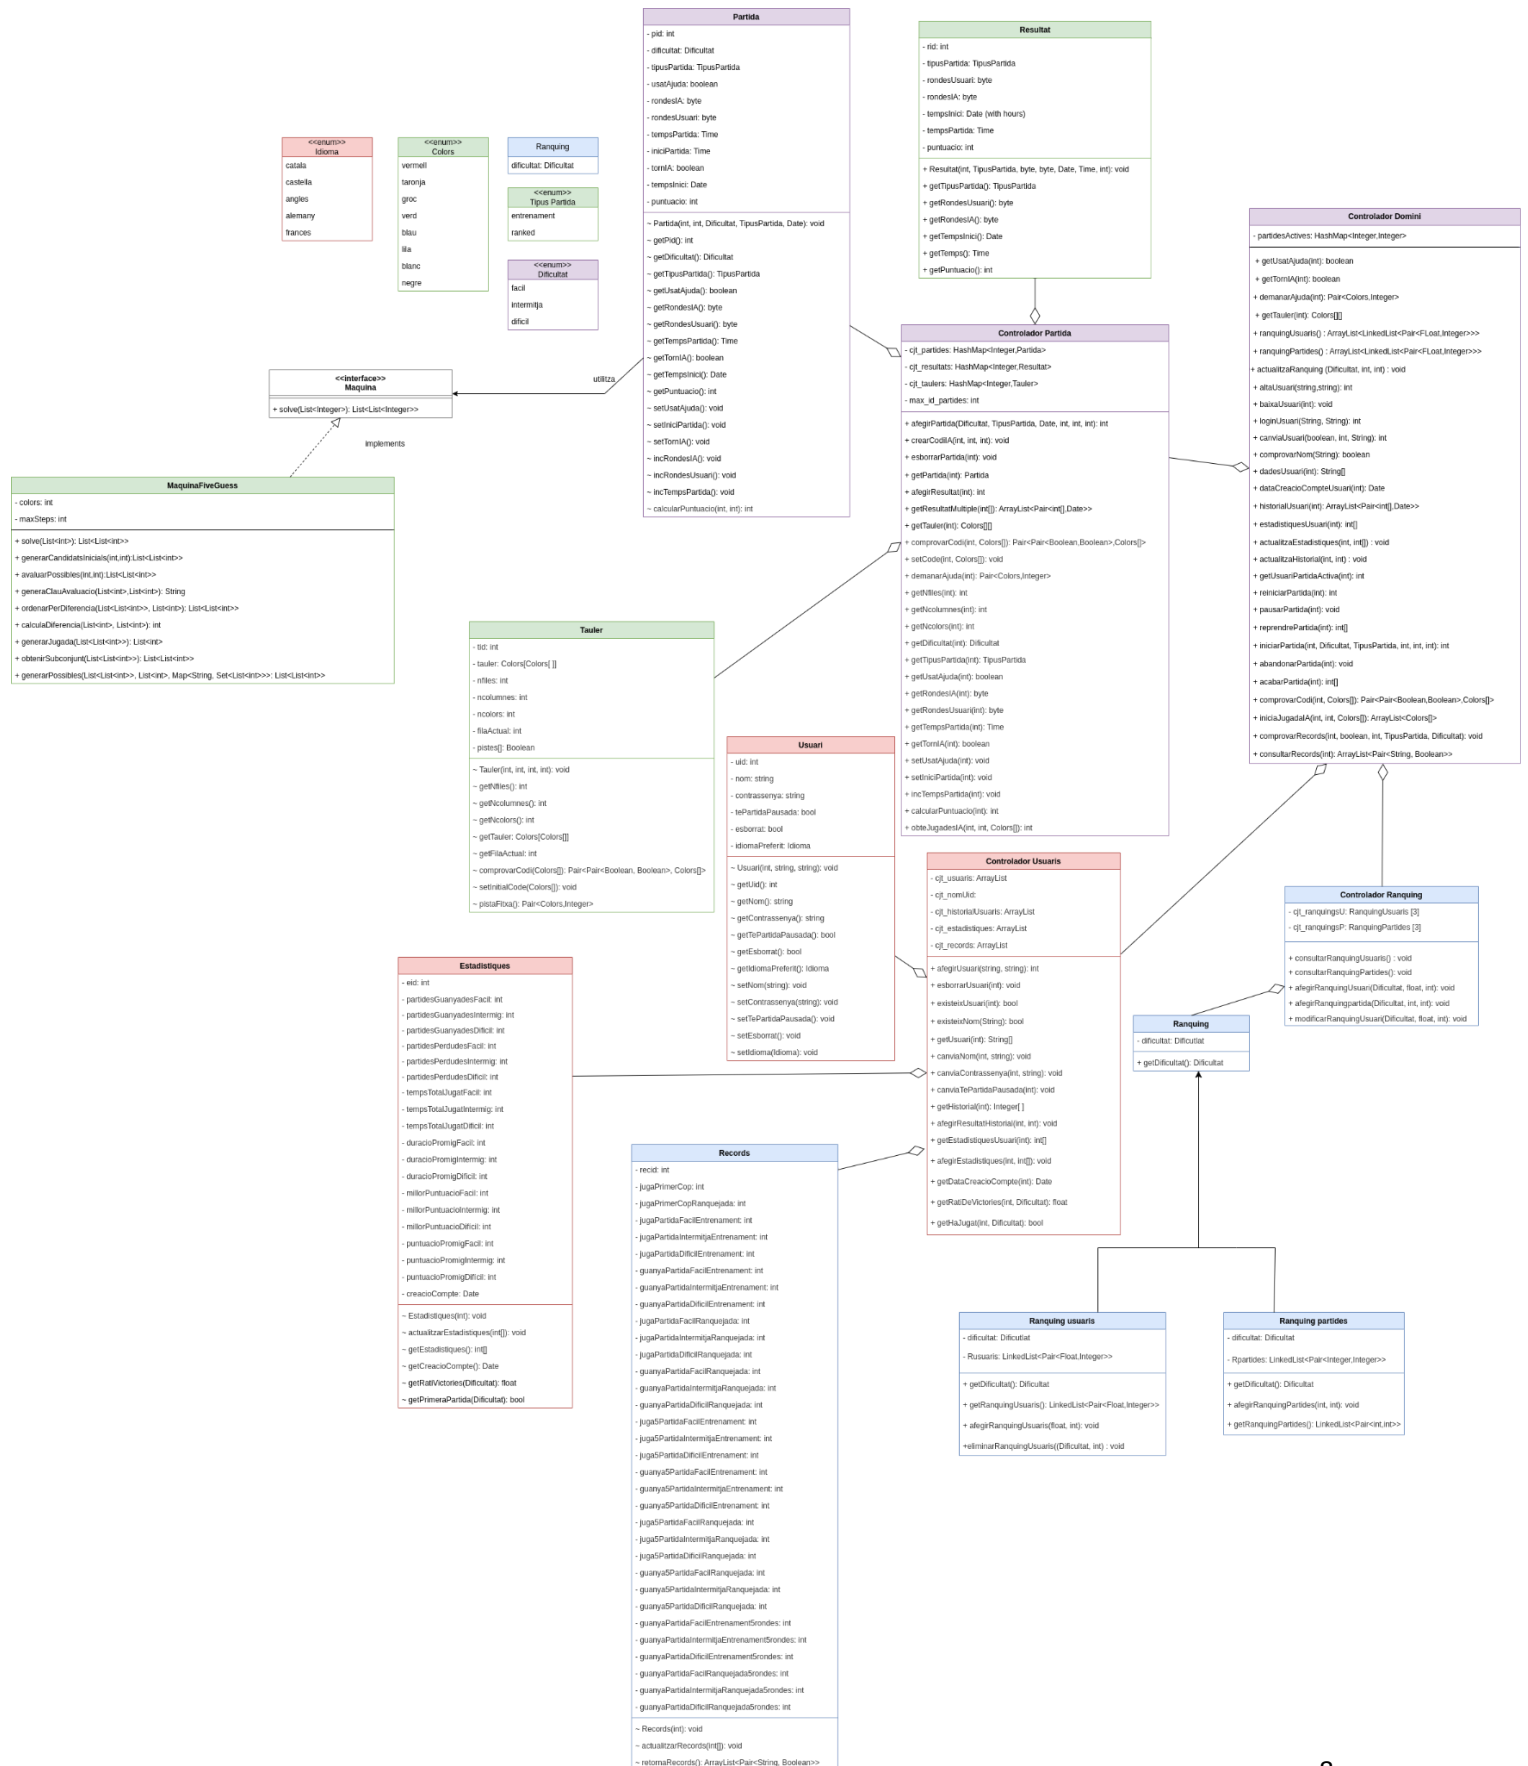 Partida
- pid: int
- dificultat: Dificultat
- tipusPartida: TipusPartida
- usatAjuda: boolean
- rondesIA: byte
- rondesUsuari: byte
- tempsPartida: Time
- iniciPartida: Time
- tornIA: boolean
- tempsInici: Date
- puntuacio: int
~ Partida(int, int, Dificultat, TipusPartida, Date): void
~ getPid(): int
~ getDificultat(): Dificultat
~ getTipusPartida(): TipusPartida
~ getUsatAjuda(): boolean
~ getRondesIA(): byte
~ getRondesUsuari(): byte
~ getTempsPartida(): Time
~ getTornIA(): boolean
~ getTempsInici(): Date
~ getPuntuacio(): int
~ setUsatAjuda(): void
~ setIniciPartida(): void
~ setTornIA(): void
~ incRondesIA(): void
~ incRondesUsuari(): void
~ incTempsPartida(): void
~ calcularPuntuacio(int, int): int
Resultat
- rid: int
- tipusPartida: TipusPartida
- rondesUsuari: byte
- rondesIA: byte
- tempsInici: Date (with hours)
- tempsPartida: Time
- puntuacio: int
+ Resultat(int, TipusPartida, byte, byte, Date, Time, int): void
+ getTipusPartida(): TipusPartida
+ getRondesUsuari(): byte
+ getRondesIA(): byte
+ getTempsInici(): Date
+ getTemps(): Time
+ getPuntuacio(): int
<<enum>>
Idioma
catala
castella
angles
alemany
frances
<<enum>>
Colors
vermell
taronja
groc
verd
blau
lila
blanc
negre
Ranquing
dificultat: Dificultat
<<enum>>
Tipus Partida
entrenament
ranked
<<enum>>
Dificultat
facil
intermitja
dificil
Controlador Domini
- partidesActives: HashMap<Integer,Integer>
+ getUsatAjuda(int): boolean
+ getTornIA(int): boolean
+ demanarAjuda(int): Pair<Colors,Integer>
+ getTauler(int): Colors[][]
+ ranquingUsuaris() : ArrayList<LinkedList<Pair<FLoat,Integer>>>
+ ranquingPartides() : ArrayList<LinkedList<Pair<FLoat,Integer>>>
+ actualitzaRanquing (Dificultat, int, int) : void
+ altaUsuari(string,string): int
+ baixaUsuari(int): void
+ loginUsuari(String, String): int
+ canviaUsuari(boolean, int, String): int
+ comprovarNom(String): boolean
+ dadesUsuari(int): String[]
+ dataCreacioCompteUsuari(int): Date
+ historialUsuari(int): ArrayList<Pair<int[],Date>>
+ estadistiquesUsuari(int): int[]
+ actualitzaEstadistiques(int, int[]) : void
+ actualitzaHistorial(int, int) : void
+ getUsuariPartidaActiva(int): int
+ reiniciarPartida(int): int
+ pausarPartida(int): void
+ reprendrePartida(int): int[]
+ iniciarPartida(int, Dificultat, TipusPartida, int, int, int): int
+ abandonarPartida(int): void
+ acabarPartida(int): int[]
+ comprovarCodi(int, Colors[]): Pair<Pair<Boolean,Boolean>,Colors[]>
+ iniciaJugadaIA(int, int, Colors[]): ArrayList<Colors[]>
+ comprovarRecords(int, boolean, int, TipusPartida, Dificultat): void
+ consultarRecords(int): ArrayList<Pair<String, Boolean>>
Controlador Partida
- cjt_partides: HashMap<Integer,Partida>
- cjt_resultats: HashMap<Integer,Resultat>
- cjt_taulers: HashMap<Integer,Tauler>
- max_id_partides: int
+ afegirPartida(Dificultat, TipusPartida, Date, int, int, int): int
+ crearCodiIA(int, int, int): void
+ esborrarPartida(int): void
+ getPartida(int): Partida
+ afegirResultat(int): int
+ getResultatMultiple(int[]): ArrayList<Pair<int[],Date>>
+ getTauler(int): Colors[][]
+ comprovarCodi(int, Colors[]): Pair<Pair<Boolean,Boolean>,Colors[]>
+ setCode(int, Colors[]): void
+ demanarAjuda(int): Pair<Colors,Integer>
+ getNfiles(int): int
+ getNcolumnes(int): int
+ getNcolors(int): int
+ getDificultat(int): Dificultat
+ getTipusPartida(int): TipusPartida
+ getUsatAjuda(int): boolean
+ getRondesIA(int): byte
+ getRondesUsuari(int): byte
+ getTempsPartida(int): Time
+ getTornIA(int): boolean
+ setUsatAjuda(int): void
+ setIniciPartida(int): void
+ incTempsPartida(int): void
+ calcularPuntuacio(int): int
+ obteJugadesIA(int, int, Colors[]): int
utilitza
<<interface>>
Maquina
+ solve(List<Integer>): List<List<Integer>>
implements
MaquinaFiveGuess
- colors: int
- maxSteps: int
+ solve(List<int>): List<List<int>>
+ generarCandidatsInicials(int,int):List<List<int>>
+ avaluarPossibles(int,int):List<List<int>>
+ generaClauAvaluacio(List<int>,List<int>): String
+ ordenarPerDiferencia(List<List<int>>, List<int>): List<List<int>>
+ calculaDiferencia(List<int>, List<int>): int
+ generarJugada(List<List<int>>): List<int>
+ obtenirSubconjunt(List<List<int>>): List<List<int>>
+ generarPossibles(List<List<int>>, List<int>, Map<String, Set<List<int>>>: List<List<int>>
Tauler
- tid: int
- tauler: Colors[Colors[ ]]
- nfiles: int
- ncolumnes: int
- ncolors: int
- filaActual: int
- pistes[]: Boolean
~ Tauler(int, int, int, int): void
~ getNfiles(): int
~ getNcolumnes(): int
~ getNcolors(): int
~ getTauler: Colors[Colors[]]
~ getFilaActual: int
~ comprovarCodi(Colors[]): Pair<Pair<Boolean, Boolean>, Colors[]>
~ setInitialCode(Colors[]): void
~ pistaFitxa(): Pair<Colors,Integer>
Usuari
- uid: int
- nom: string
- contrassenya: string
- tePartidaPausada: bool
- esborrat: bool
- idiomaPreferit: Idioma
~ Usuari(int, string, string): void
~ getUid(): int
~ getNom(): string
~ getContrassenya(): string
~ getTePartidaPausada(): bool
~ getEsborrat(): bool
~ getIdiomaPreferit(): Idioma
~ setNom(string): void
~ setContrassenya(string): void
~ setTePartidaPausada(): void
~ setEsborrat(): void
~ setIdioma(Idioma): void
Controlador Usuaris
- cjt_usuaris: ArrayList
- cjt_nomUid:
- cjt_historialUsuaris: ArrayList
- cjt_estadistiques: ArrayList
- cjt_records: ArrayList
+ afegirUsuari(string, string): int
+ esborrarUsuari(int): void
+ existeixUsuari(int): bool
+ existeixNom(String): bool
+ getUsuari(int): String[]
+ canviaNom(int, string): void
+ canviaContrassenya(int, string): void
+ canviaTePartidaPausada(int): void
+ getHistorial(int): Integer[ ]
+ afegirResultatHistorial(int, int): void
+ getEstadistiquesUsuari(int): int[]
+ afegirEstadistiques(int, int[]): void
+ getDataCreacioCompte(int): Date
+ getRatiDeVictories(int, Dificultat): float
+ getHaJugat(int, Dificultat): bool
Controlador Ranquing
- cjt_ranquingsU: RanquingUsuaris [3]
- cjt_ranquingsP: RanquingPartides [3]
+ consultarRanquingUsuaris() : void
+ consultarRanquingPartides(): void
+ afegirRanquingUsuari(Dificultat, float, int): void
+ afegirRanquingpartida(Dificultat, int, int): void
+ modificarRanquingUsuari(Dificultat, float, int): void
Ranquing
- dificultat: Dificutlat
+ getDificultat(): Dificultat
Estadistiques
- eid: int
- partidesGuanyadesFacil: int
- partidesGuanyadesIntermig: int
- partidesGuanyadesDificil: int
- partidesPerdudesFacil: int
- partidesPerdudesIntermig: int
- partidesPerdudesDificil: int
- tempsTotalJugatFacil: int
- tempsTotalJugatIntermig: int
- tempsTotalJugatDificil: int
- duracioPromigFacil: int
- duracioPromigIntermig: int
- duracioPromigDificil: int
- millorPuntuacioFacil: int
- millorPuntuacioIntermig: int
- millorPuntuacioDificil: int
- puntuacioPromigFacil: int
- puntuacioPromigIntermig: int
- puntuacioPromigDificil: int
- creacioCompte: Date
~ Estadistiques(int): void
~ actualitzarEstadistiques(int[]): void
~ getEstadistiques(): int[]
~ getCreacioCompte(): Date
~ getRatiVictories(Dificultat): float
~ getPrimeraPartida(Dificultat): bool
Records
- recid: int
- jugaPrimerCop: int
- jugaPrimerCopRanquejada: int
- jugaPartidaFacilEntrenament: int
- jugaPartidaIntermitjaEntrenament: int
- jugaPartidaDificilEntrenament: int
- guanyaPartidaFacilEntrenament: int
- guanyaPartidaIntermitjaEntrenament: int
- guanyaPartidaDificilEntrenament: int
- jugaPartidaFacilRanquejada: int
- jugaPartidaIntermitjaRanquejada: int
- jugaPartidaDificilRanquejada: int
- guanyaPartidaFacilRanquejada: int
- guanyaPartidaIntermitjaRanquejada: int
- guanyaPartidaDificilRanquejada: int
- juga5PartidaFacilEntrenament: int
- juga5PartidaIntermitjaEntrenament: int
- juga5PartidaDificilEntrenament: int
- guanya5PartidaFacilEntrenament: int
- guanya5PartidaIntermitjaEntrenament: int
- guanya5PartidaDificilEntrenament: int
- juga5PartidaFacilRanquejada: int
- juga5PartidaIntermitjaRanquejada: int
- juga5PartidaDificilRanquejada: int
- guanya5PartidaFacilRanquejada: int
- guanya5PartidaIntermitjaRanquejada: int
- guanya5PartidaDificilRanquejada: int
- guanyaPartidaFacilEntrenament5rondes: int
- guanyaPartidaIntermitjaEntrenament5rondes: int
- guanyaPartidaDificilEntrenament5rondes: int
- guanyaPartidaFacilRanquejada5rondes: int
- guanyaPartidaIntermitjaRanquejada5rondes: int
- guanyaPartidaDificilRanquejada5rondes: int
~ Records(int): void
~ actualitzarRecords(int[]): void
~ retornaRecords(): ArrayList<Pair<String, Boolean>>
Ranquing usuaris
- dificultat: Dificutlat
- Rusuaris: LinkedList<Pair<Float,Integer>>
+ getDificultat(): Dificultat
+ getRanquingUsuaris(): LinkedList<Pair<Float,Integer>>
+ afegirRanquingUsuaris(float, int): void
+eliminarRanquingUsuaris((Dificultat, int) : void
Ranquing partides
- dificultat: Dificultat
- Rpartides: LinkedList<Pair<Integer,Integer>>
+ getDificultat(): Dificultat
+ afegirRanquingPartides(int, int): void
+ getRanquingPartides(): LinkedList<Pair<int,int>>